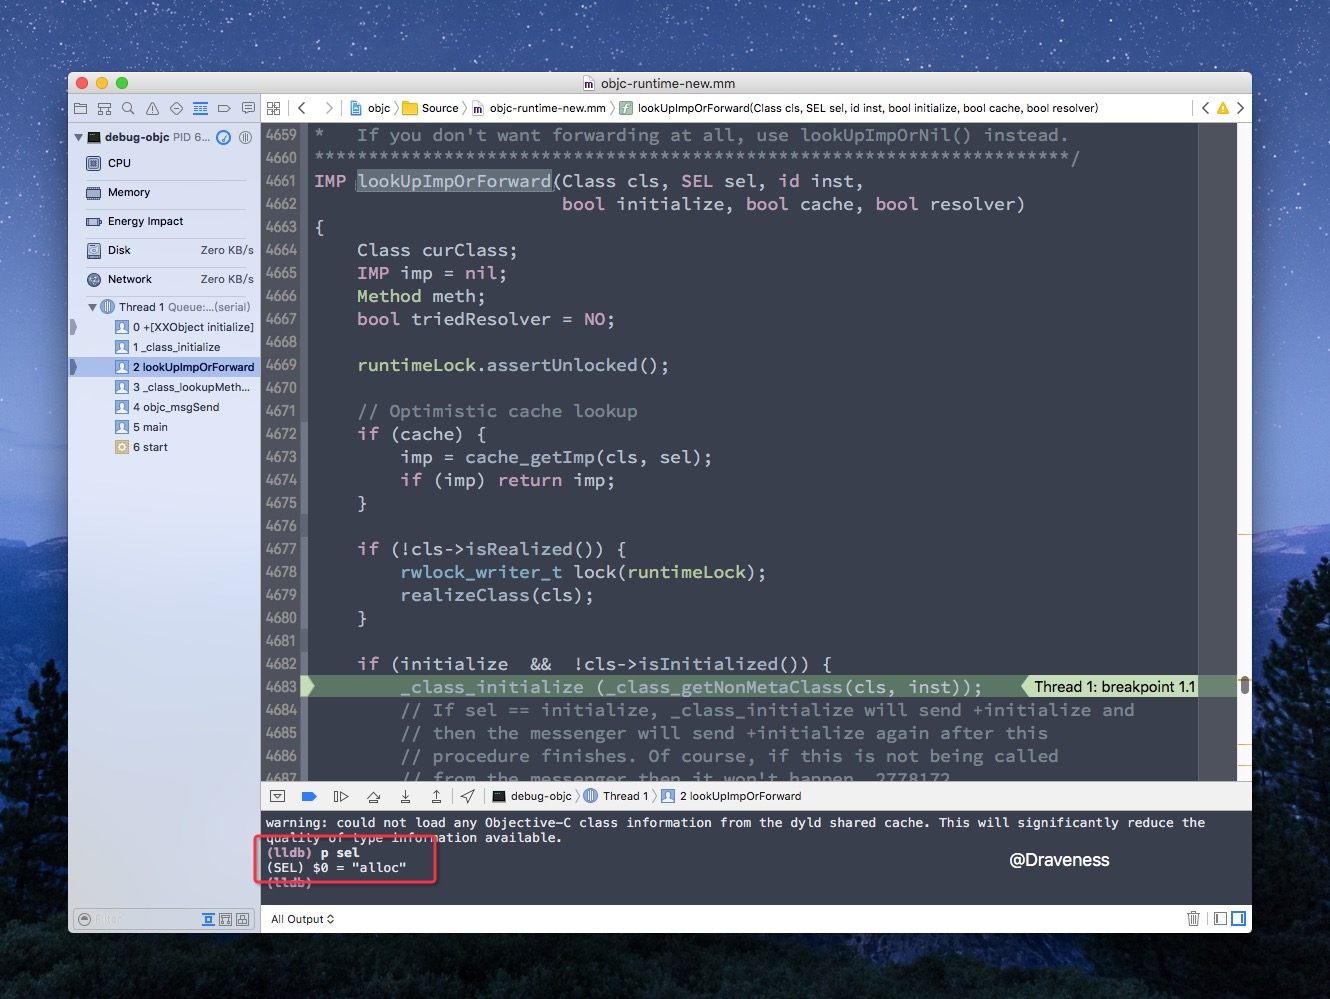 objc-runtime-new.mm
objc
Source
objc-runtime-new.mm
lookUpImpOrForward(Class cls, SEL sel, id inst, bool initialize, bool cache, bool resolver)
debug-objc PID 6...
CPU
Memory
Energy Impact
Disk Zero KB/s
Network Zero KB/s
Thread 1 Queue:...(serial)
0 +[XXObject initialize]
1 _class_initialize
2 lookUpImpOrForward
3 _class_lookupMeth...
4 objc_msgSend
5 main
6 start
4659 *   If you don't want forwarding at all, use lookUpImpOrNil() instead.
4660 **********************************************************************/
4661 IMP lookUpImpOrForward(Class cls, SEL sel, id inst,
4662                        bool initialize, bool cache, bool resolver)
4663 {
4664     Class curClass;
4665     IMP imp = nil;
4666     Method meth;
4667     bool triedResolver = NO;
4668
4669     runtimeLock.assertUnlocked();
4670
4671     // Optimistic cache lookup
4672     if (cache) {
4673         imp = cache_getImp(cls, sel);
4674         if (imp) return imp;
4675     }
4676
4677     if (!cls->isRealized()) {
4678         rwlock_writer_t lock(runtimeLock);
4679         realizeClass(cls);
4680     }
4681
4682     if (initialize  &&  !cls->isInitialized()) {
4683         _class_initialize (_class_getNonMetaClass(cls, inst)); Thread 1: breakpoint 1.1
4684         // If sel == initialize, _class_initialize will send +initialize and
4685         // then the messenger will send +initialize again after this
4686         // procedure finishes. Of course, if this is not being called
4687         // from the messenger then it won't happen. 2778172
debug-objc
Thread 1
2 lookUpImpOrForward
warning: could not load any Objective-C class information from the dyld shared cache. This will significantly reduce the
quality of type information available.
(lldb) p sel
(SEL) $0 = "alloc"
(lldb)
@Draveness
All Output